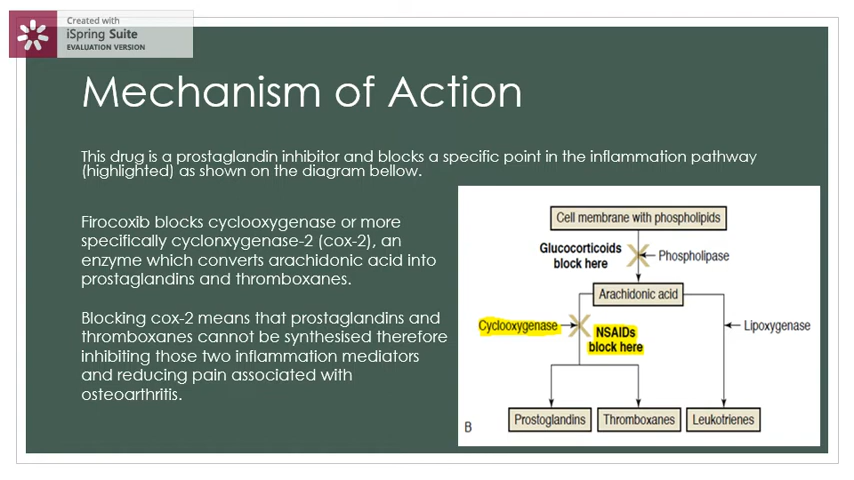 Created with
iSpring Suite
EVALUATION VERSION
Mechanism of Action
This drug is a prostaglandin inhibitor and blocks a specific point in the inflammation pathway
(highlighted) as shown on the diagram bellow.
Firocoxib blocks cyclooxygenase or more
specifically cyclonxygenase-2 (cox-2), an
enzyme which converts arachidonic acid into
prostaglandins and thromboxanes.
Blocking cox-2 means that prostaglandins and
thromboxanes cannot be synthesised therefore
inhibiting those two inflammation mediators
and reducing pain associated with
osteoarthritis.
Cell membrane with phospholipids
Glucocorticoids
block here
Phospholipase
Arachidonic acid
Cyclooxygenase
NSAIDs
block here
Lipoxygenase
Prostoglandins
Thromboxanes
Leukotrienes
B